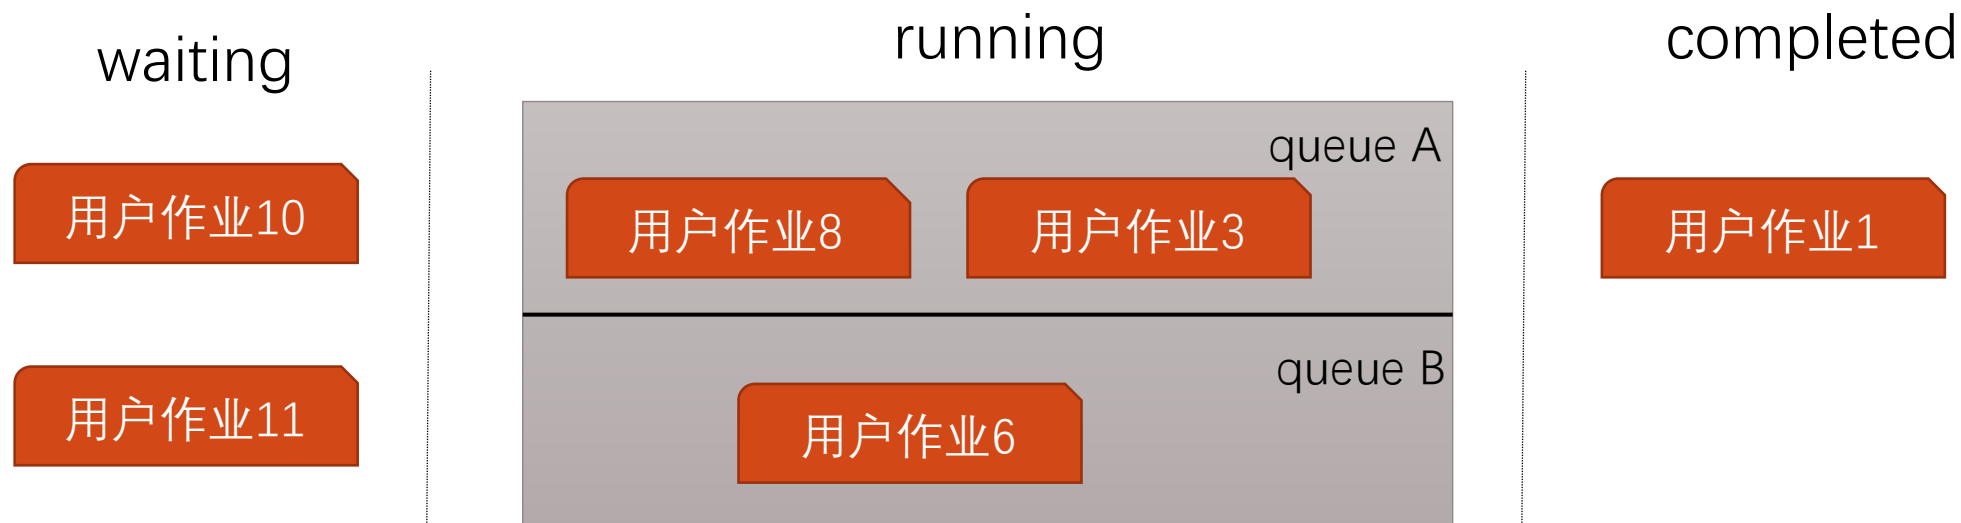 waiting
running
completed
queue A
用户作业10
用户作业8
用户作业3
用户作业1
queue B
用户作业11
用户作业6